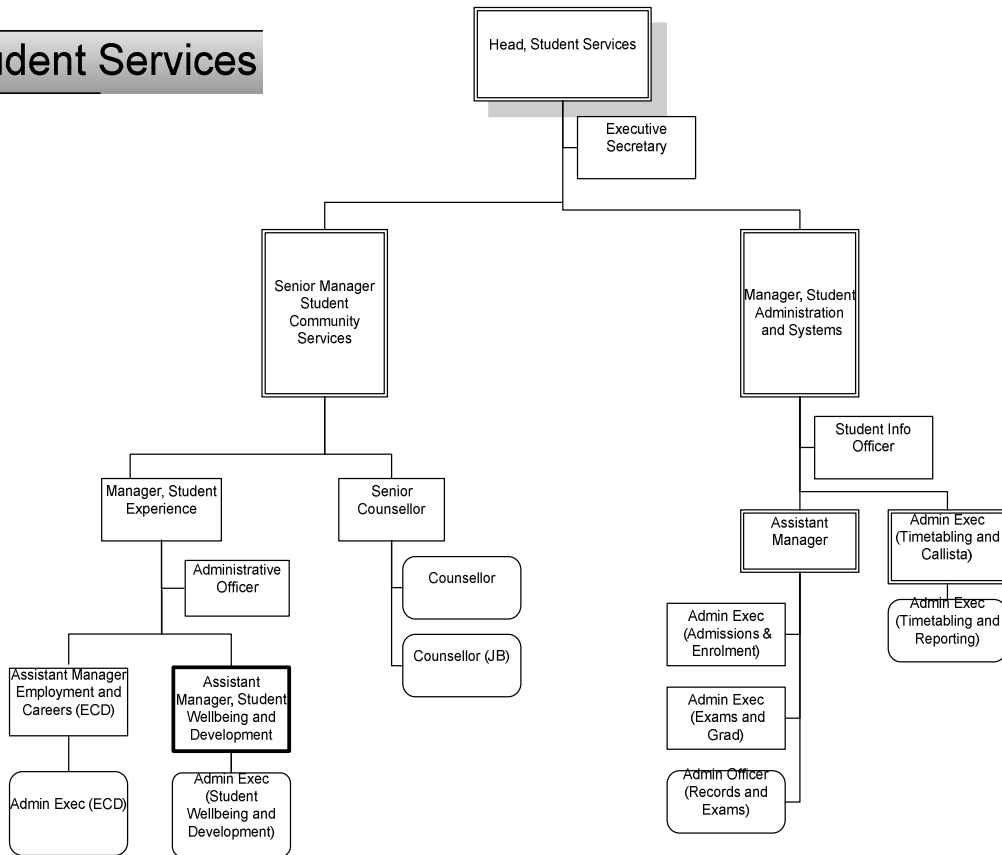 udent Services
Head, Student Services
Executive
Secretary
Senior Manager
Student
Community
Services
Manager, Student
Administration
and Systems
Student Info
Officer
Manager, Student
Experience
Senior
Counsellor
Assistant
Manager
Admin Exec
(Timetabling and
Callista)
Administrative
Officer
Counsellor
Admin Exec
(Timetabling and
Reporting)
Admin Exec
(Admissions &
Enrolment)
Counsellor (JB)
Assistant Manager
Employment and
Careers (ECD)
Assistant
Manager, Student
Wellbeing and
Development
Admin Exec
(Exams and
Grad)
Admin Officer
(Records and
Exams)
Admin Exec (ECD)
Admin Exec
(Student
Wellbeing and
Development)